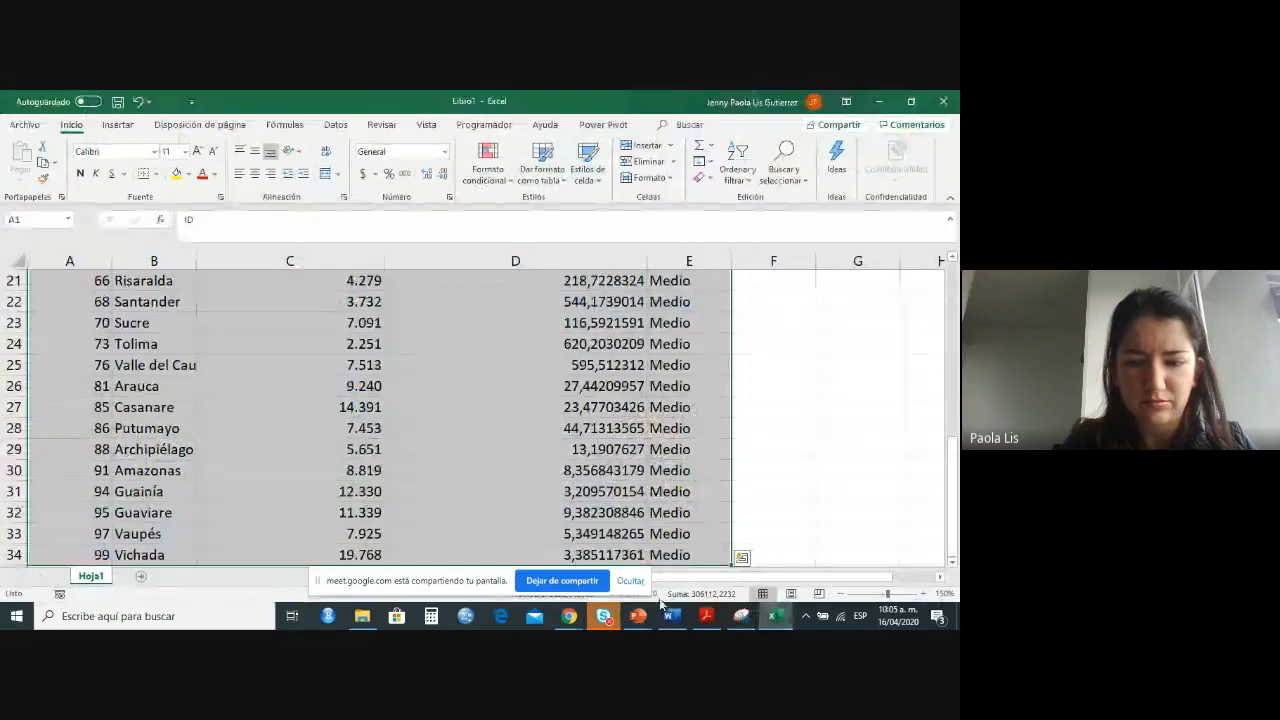 Autoguardado
Libro1 - Excel
Jenny Paola Lis Gutierrez JP
Archivo Inicio Insertar Disposición de página Fórmulas Datos Revisar Vista Programador Ayuda Power Pivot Buscar Compartir Comentarios
Pegar
Calibri 11
General
Formato condicional
Dar formato como tabla
Estilos de celda
Insertar
Eliminar
Formato
Ordenar y filtrar
Buscar y seleccionar
Ideas
Confidencialidad
Portapapeles Fuente Alineación Número Estilos Celdas Edición Ideas Confidencialidad
A1 fx ID
A B C D E F G H
21 66 Risaralda 4.279 218,7228324 Medio
22 68 Santander 3.732 544,1739014 Medio
23 70 Sucre 7.091 116,5921591 Medio
24 73 Tolima 2.251 620,2030209 Medio
25 76 Valle del Cau 7.513 595,512312 Medio
26 81 Arauca 9.240 27,44209957 Medio
27 85 Casanare 14.391 23,47703426 Medio
28 86 Putumayo 7.453 44,71313565 Medio
29 88 Archipiélago 5.651 13,1907627 Medio
30 91 Amazonas 8.819 8,356843179 Medio
31 94 Guainía 12.330 3,209570154 Medio
32 95 Guaviare 11.339 9,382308846 Medio
33 97 Vaupés 7.925 5,349148265 Medio
34 99 Vichada 19.768 3,385117361 Medio
Hoja1
meet.google.com está compartiendo tu pantalla. Dejar de compartir Ocultar
Listo
Suma: 306112,2232
150%
Escribe aquí para buscar
ESP
10:05 a. m.
16/04/2020
3
Paola Lis